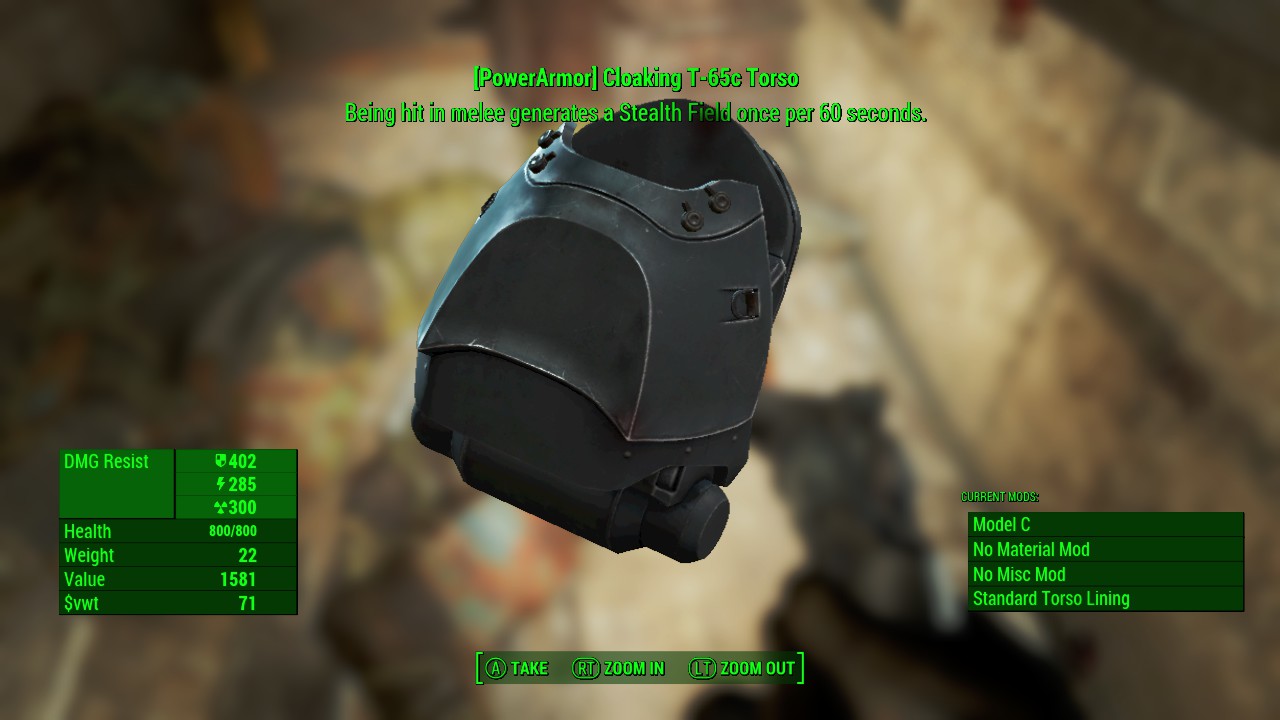 [PowerArmor] Cloaking T-65c Torso
Being hit in melee generates a Stealth Field once per 60 seconds.
DMG Resist 402
285
300
Health 800/800
Weight 22
Value 1581
$vwt 71
CURRENT MODS:
Model C
No Material Mod
No Misc Mod
Standard Torso Lining
[A) TAKE RT) ZOOM IN LT) ZOOM OUT]